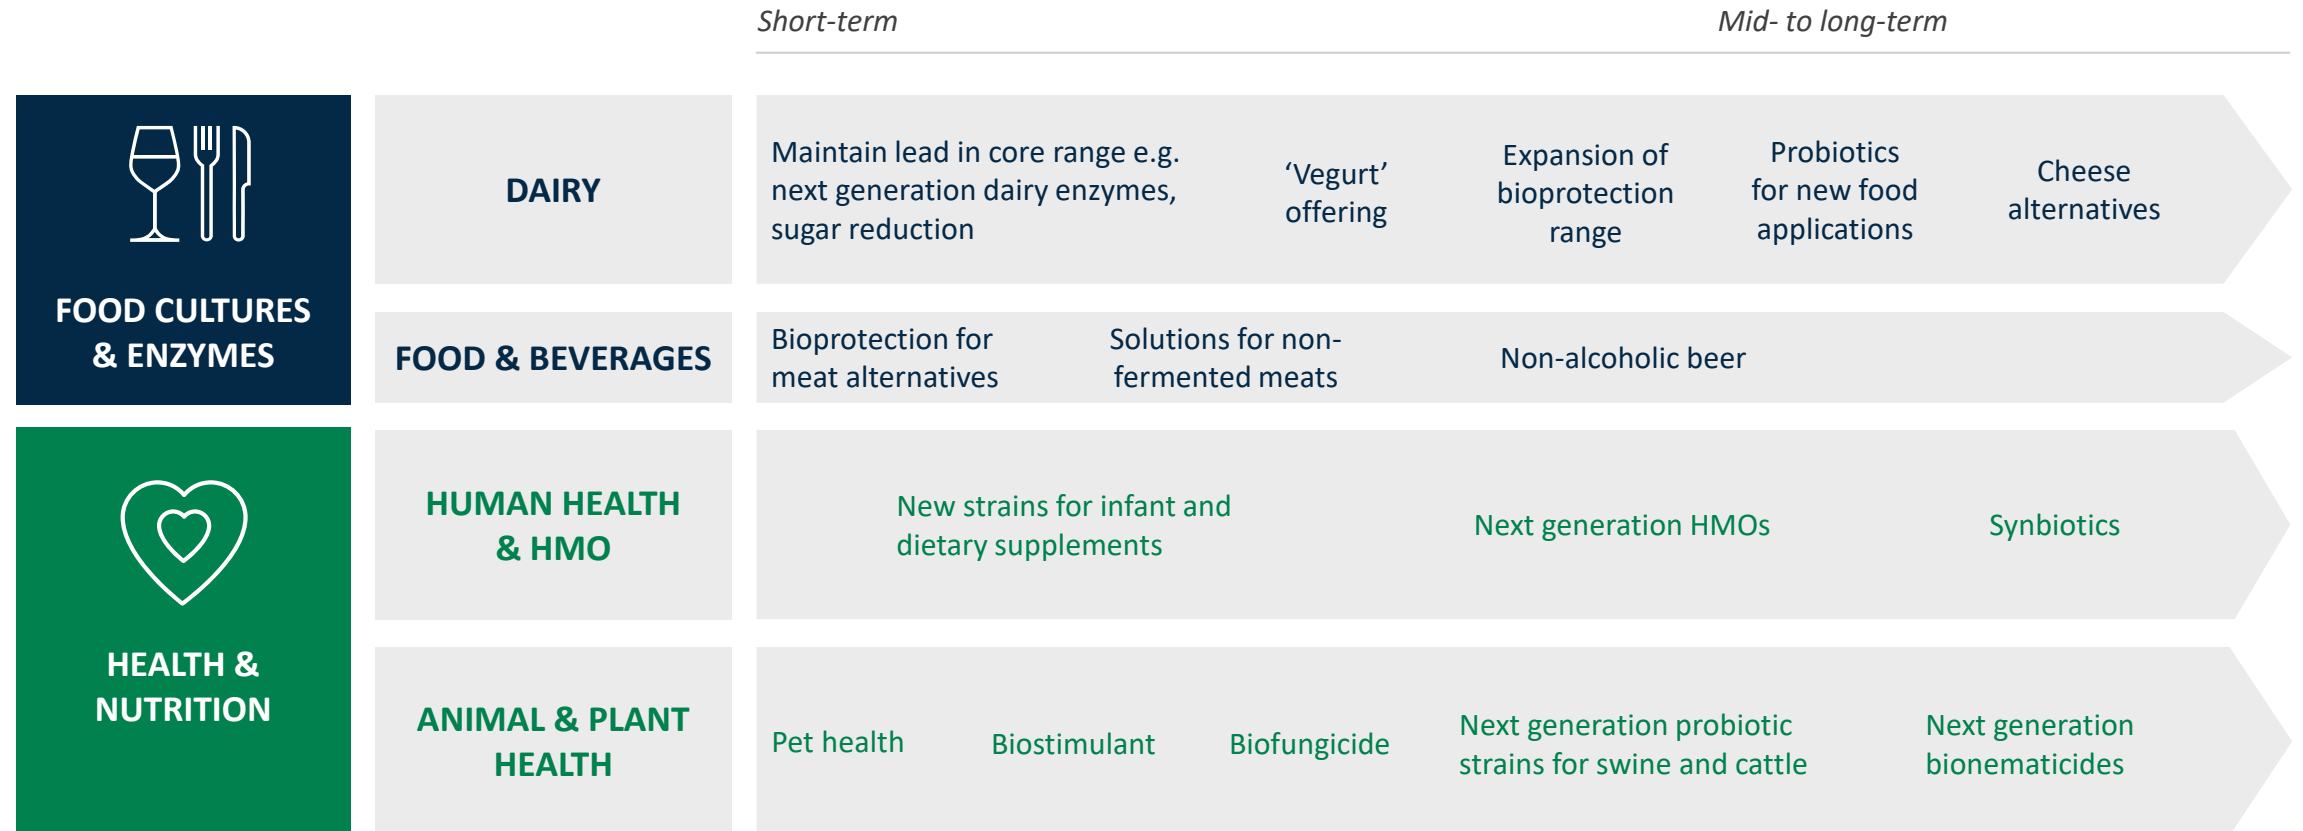 Short-term
Mid- to long-term
FOOD CULTURES
& ENZYMES
DAIRY
Maintain lead in core range e.g.
next generation dairy enzymes,
sugar reduction
‘Vegurt’
offering
Expansion of
bioprotection
range
Probiotics
for new food
applications
Cheese
alternatives
FOOD & BEVERAGES
Bioprotection for
meat alternatives
Solutions for non-
fermented meats
Non-alcoholic beer
HEALTH &
NUTRITION
HUMAN HEALTH
& HMO
New strains for infant and
dietary supplements
Next generation HMOs
Synbiotics
ANIMAL & PLANT
HEALTH
Pet health
Biostimulant
Biofungicide
Next generation probiotic
strains for swine and cattle
Next generation
bionematicides